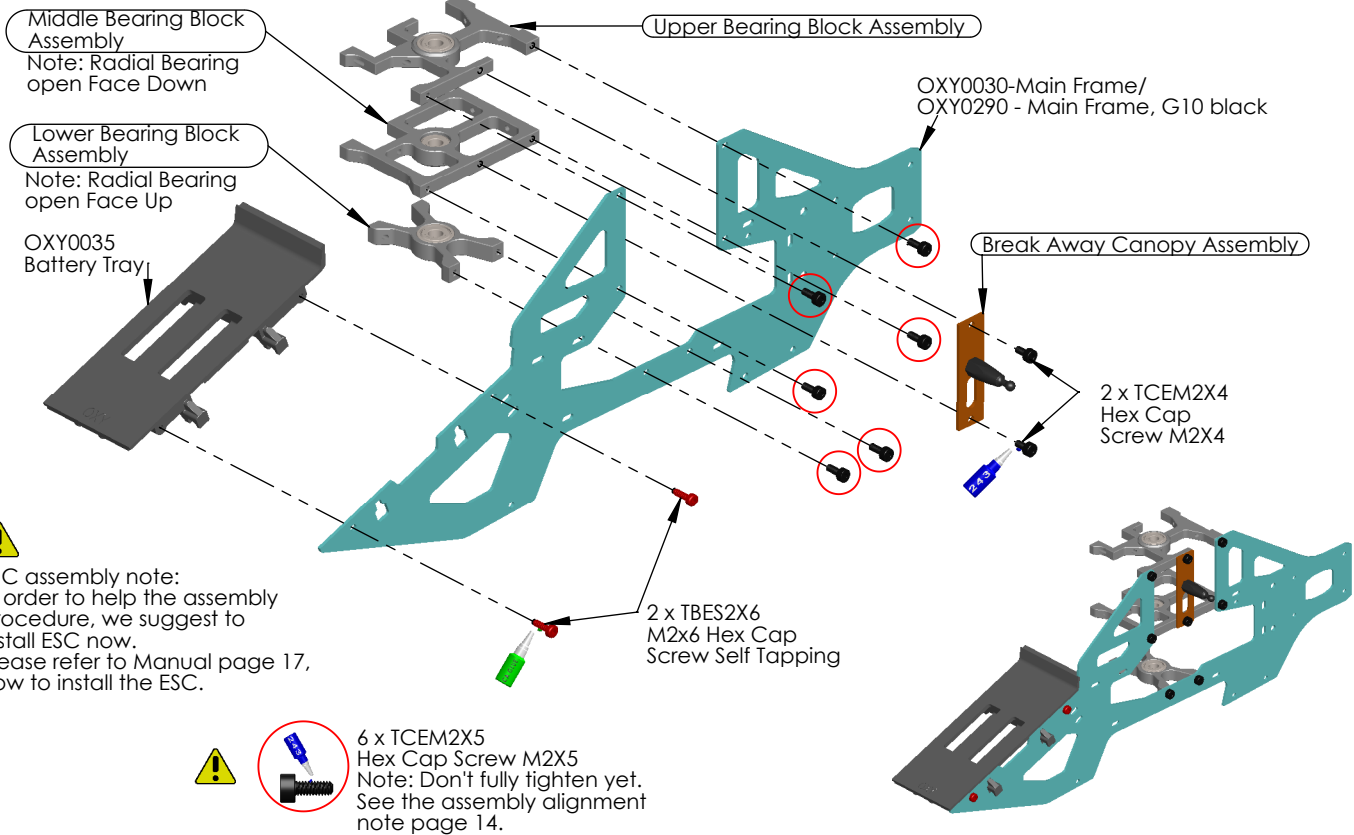 Middle Bearing Block
Assembly
Note: Radial Bearing
open Face Down
Upper Bearing Block Assembly
OXY0030-Main Frame/
OXY0290 - Main Frame, G10 black
Lower Bearing Block
Assembly
Note: Radial Bearing
open Face Up
OXY0035
Battery Tray
Break Away Canopy Assembly
2 x TCEM2X4
Hex Cap
Screw M2X4
243
OXY
C assembly note:
order to help the assembly
rocedure, we suggest to
stall ESC now.
ease refer to Manual page 17,
ow to install the ESC.
2 x TBES2X6
M2x6 Hex Cap
Screw Self Tapping
243
6 x TCEM2X5
Hex Cap Screw M2X5
Note: Don't fully tighten yet.
See the assembly alignment
note page 14.